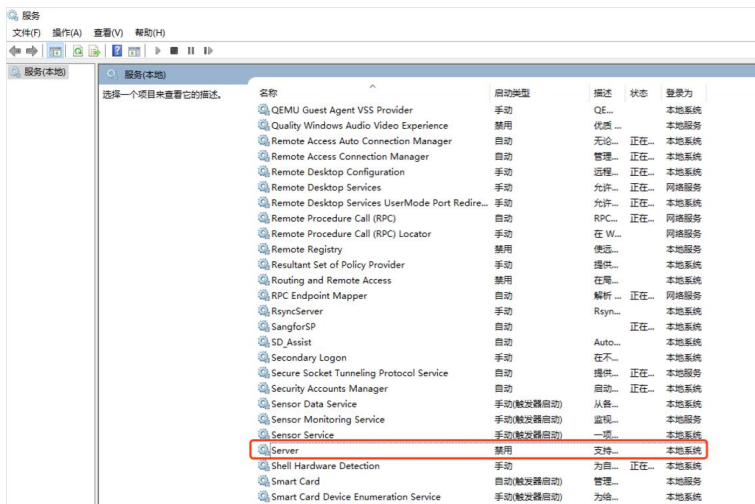 服务
文件(F) 操作(A) 查看(V) 帮助(H)
服务(本地)
服务(本地)
选择一个项目来查看它的描述。
名称 启动类型 描述 状态 登录为
QEMU Guest Agent VSS Provider 手动 QE... 本地系统
Quality Windows Audio Video Experience 禁用 优质 ... 本地服务
Remote Access Auto Connection Manager 自动 无论... 正在... 本地系统
Remote Access Connection Manager 自动 管理... 正在... 本地系统
Remote Desktop Configuration 手动 远程... 正在... 本地系统
Remote Desktop Services 手动 允许... 正在... 网络服务
Remote Desktop Services UserMode Port Redire... 手动 允许... 正在... 本地系统
Remote Procedure Call (RPC) 自动 RPC... 正在... 网络服务
Remote Procedure Call (RPC) Locator 手动 在 W... 网络服务
Remote Registry 禁用 使远... 本地服务
Resultant Set of Policy Provider 手动 提供... 本地系统
Routing and Remote Access 禁用 在局... 本地系统
RPC Endpoint Mapper 自动 解析 ... 正在... 网络服务
RsyncServer 手动 Rsyn... 本地系统
SangforSP 自动 正在... 本地系统
SD_Assist 自动 Auto... 本地系统
Secondary Logon 手动 在不... 本地系统
Secure Socket Tunneling Protocol Service 自动 提供... 正在... 本地服务
Security Accounts Manager 自动 启动... 正在... 本地系统
Sensor Data Service 手动(触发器启动) 从各... 本地系统
Sensor Monitoring Service 手动(触发器启动) 监视... 本地服务
Sensor Service 手动(触发器启动) 一项... 本地系统
Server 禁用 支持... 本地系统
Shell Hardware Detection 手动 为自... 正在... 本地系统
Smart Card 自动(触发器启动) 管理... 本地服务
Smart Card Device Enumeration Service 手动(触发器启动) 为给... 本地系统